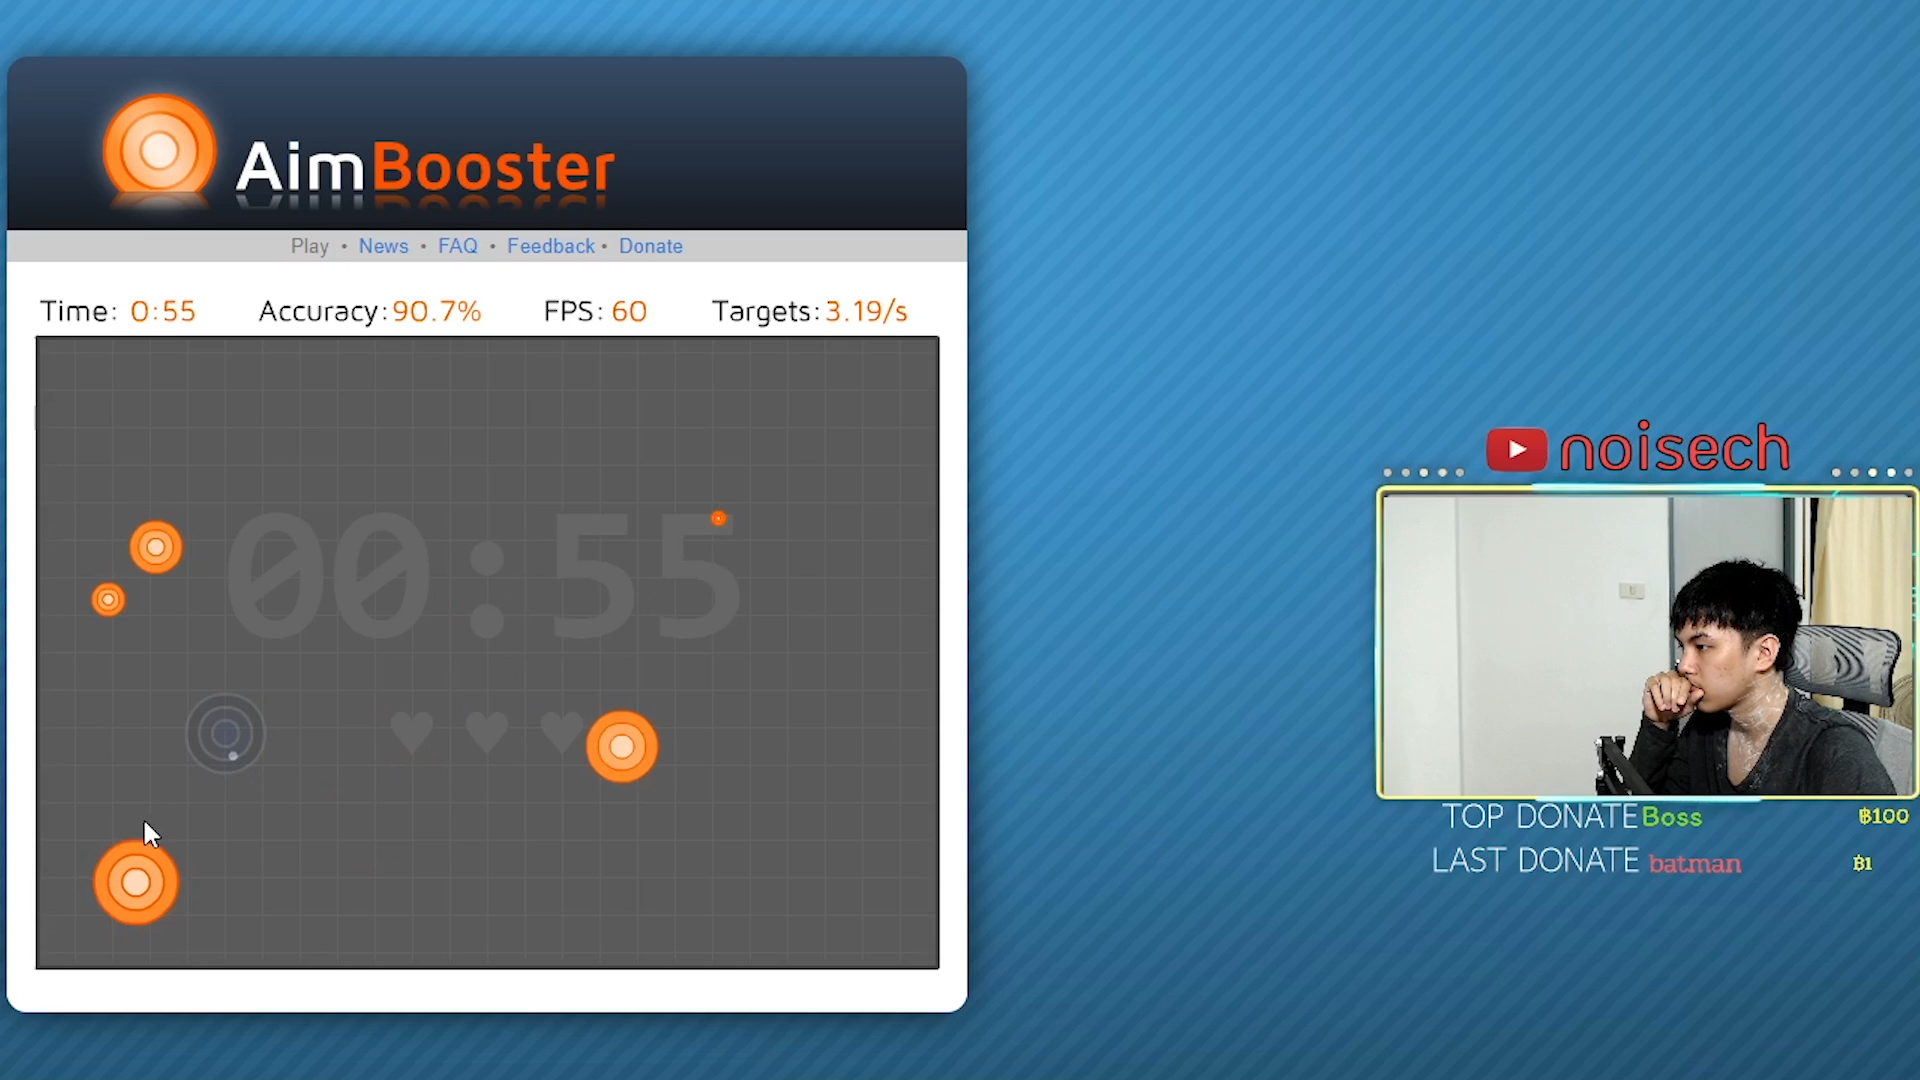 AimBooster
Play • News • FAQ • Feedback • Donate
Time: 0:55 Accuracy: 90.7% FPS: 60 Targets: 3.19/s
00:55
noisech
TOP DONATE Boss ฿100
LAST DONATE batman ฿1